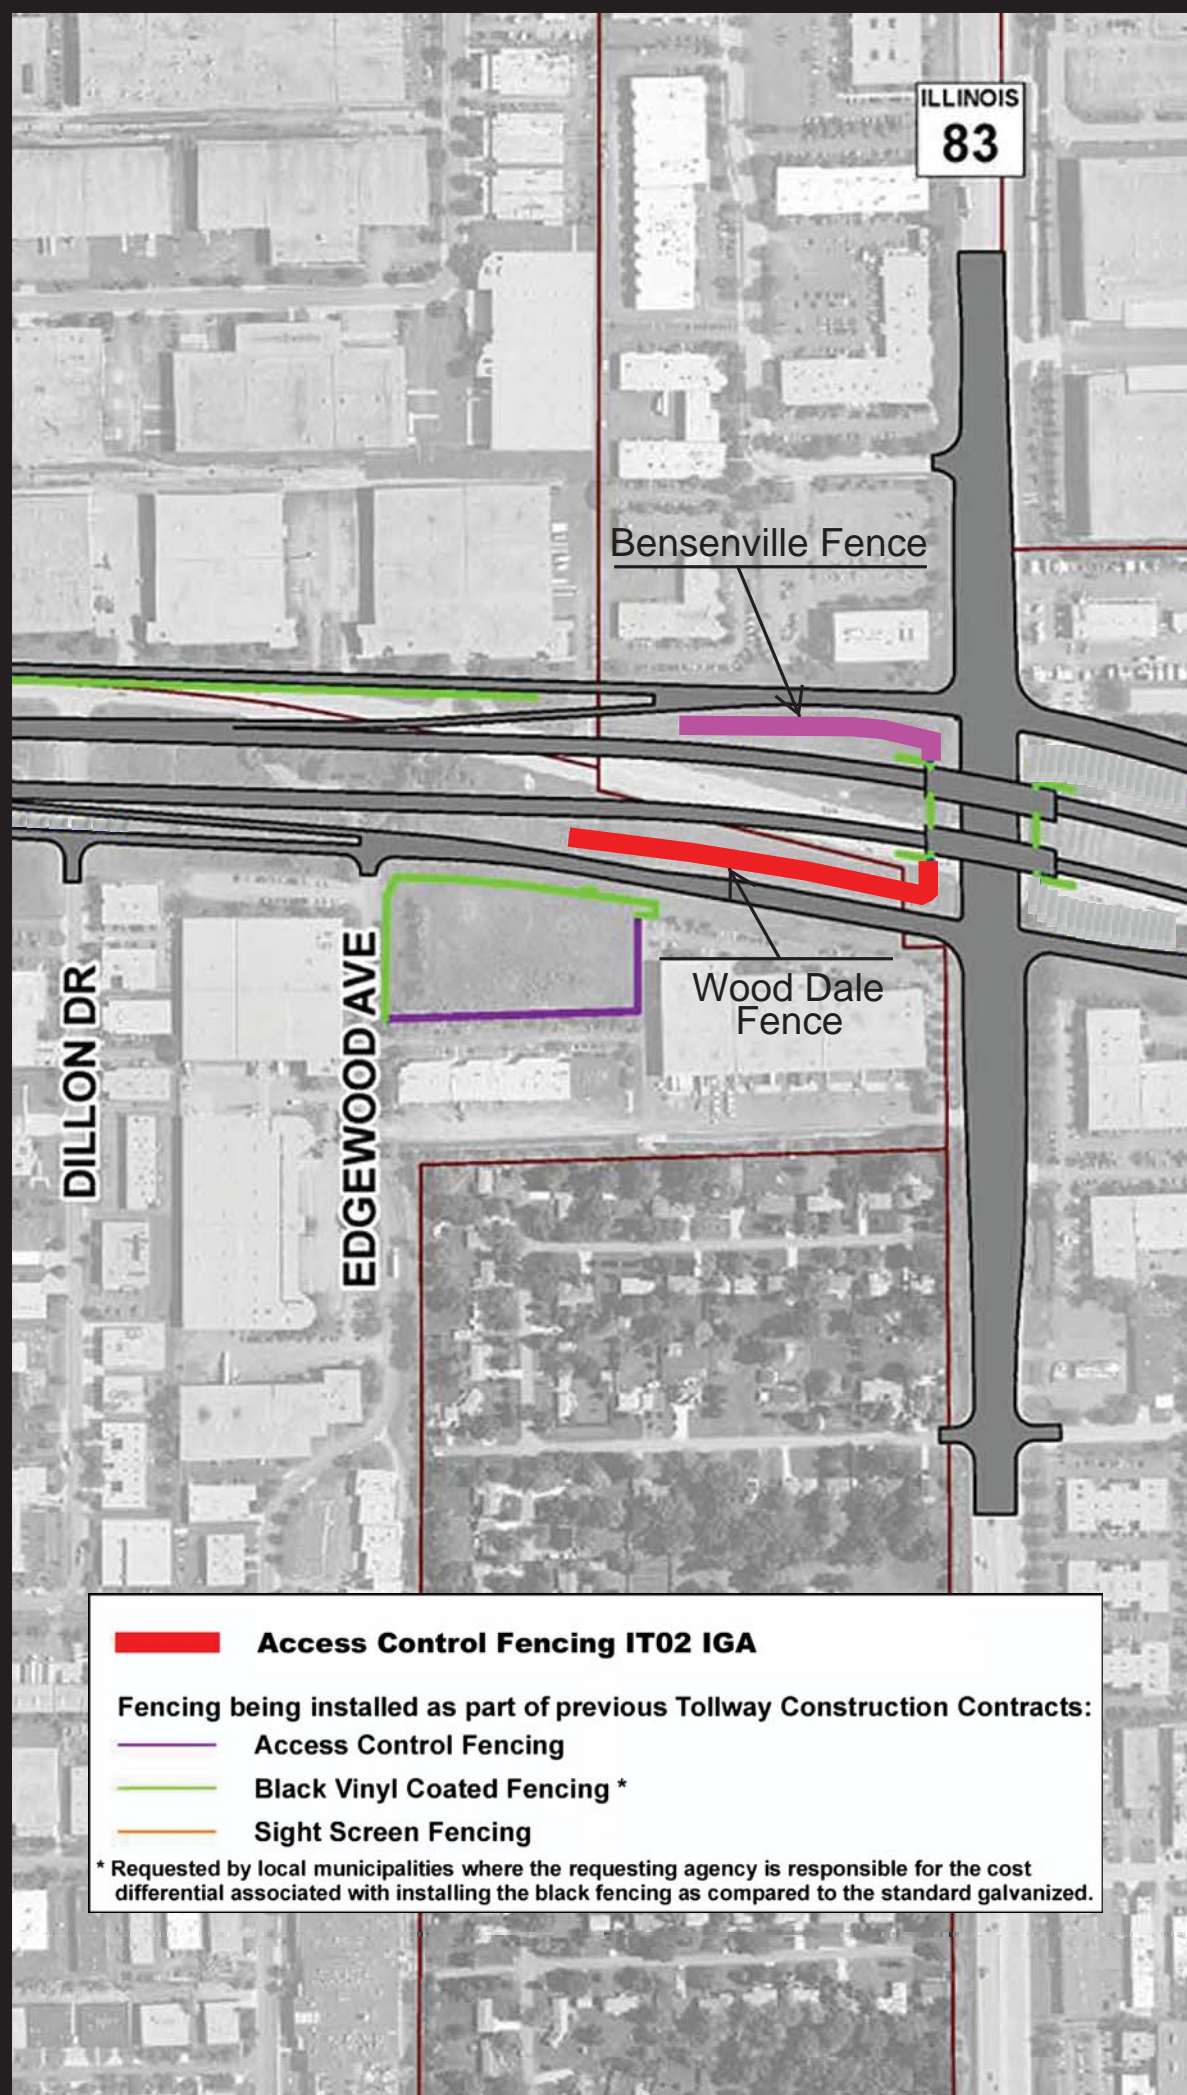 ILLINOIS
83
Bensenville Fence
Wood Dale
Fence
DILLON DR
EDGEWOOD AVE
Access Control Fencing IT02 IGA
Fencing being installed as part of previous Tollway Construction Contracts:
Access Control Fencing
Black Vinyl Coated Fencing *
Sight Screen Fencing
* Requested by local municipalities where the requesting agency is responsible for the cost
differential associated with installing the black fencing as compared to the standard galvanized.